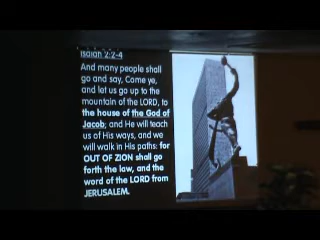 Isaiah 2:2-4
And many people shall
go and say, Come ye,
and let us go up to the
mountain of the LORD, to
the house of the God of
Jacob; and He will teach
us of His ways, and we
will walk in His paths: for
OUT OF ZION shall go
forth the law, and the
word of the LORD from
JERUSALEM.